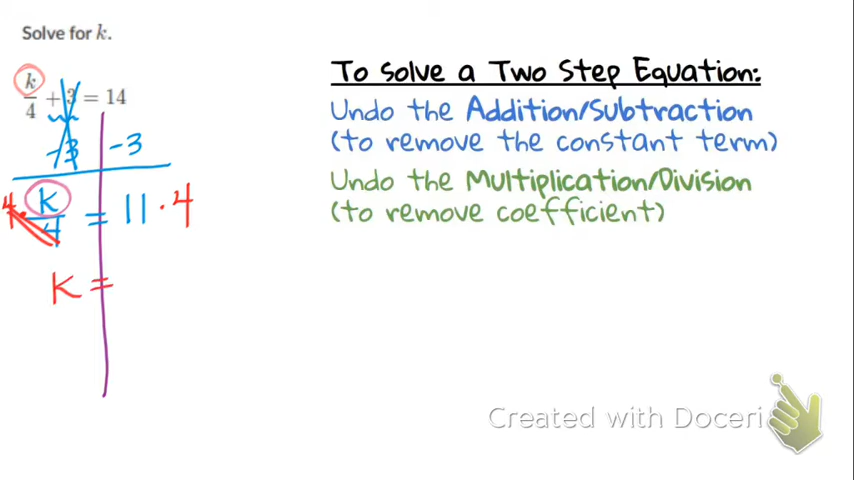 Solve for k.
k/4 + 3 = 14
-3 -3
4 · k/4 = 11 · 4
k =
To Solve a Two Step Equation:
Undo the Addition/Subtraction
(to remove the constant term)
Undo the Multiplication/Division
(to remove coefficient)
Created with Doceri